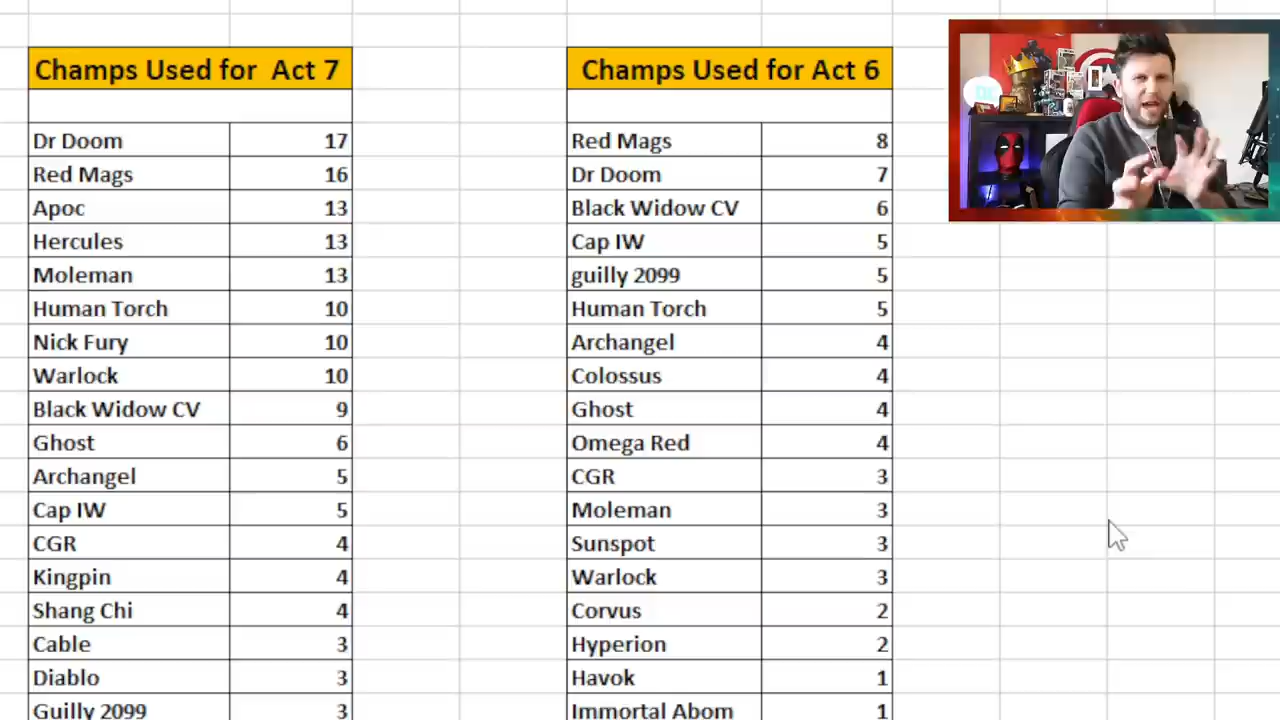 Champs Used for Act 7
Dr Doom 17
Red Mags 16
Apoc 13
Hercules 13
Moleman 13
Human Torch 10
Nick Fury 10
Warlock 10
Black Widow CV 9
Ghost 6
Archangel 5
Cap IW 5
CGR 4
Kingpin 4
Shang Chi 4
Cable 3
Diablo 3
Guilly 2099 3
Champs Used for Act 6
Red Mags 8
Dr Doom 7
Black Widow CV 6
Cap IW 5
guilly 2099 5
Human Torch 5
Archangel 4
Colossus 4
Ghost 4
Omega Red 4
CGR 3
Moleman 3
Sunspot 3
Warlock 3
Corvus 2
Hyperion 2
Havok 1
Immortal Abom 1